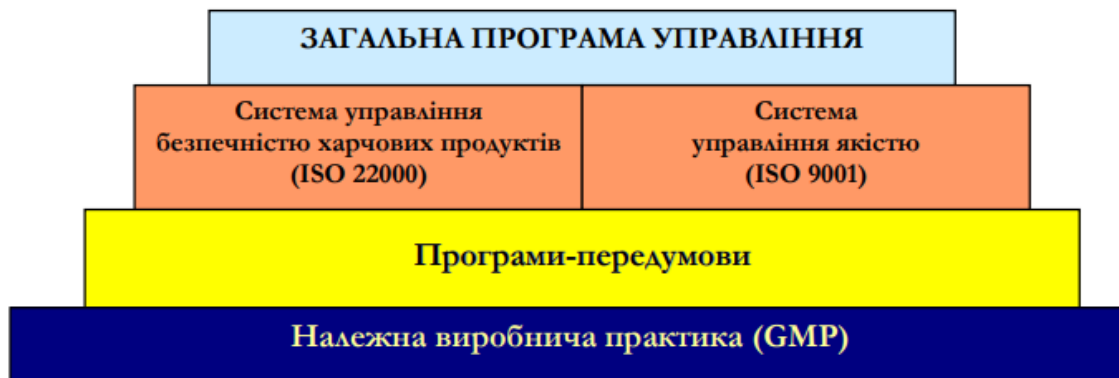 ЗАГАЛЬНА ПРОГРАМА УПРАВЛІННЯ
Система управління
безпечністю харчових продуктів
(ISO 22000)
Система
управління якістю
(ISO 9001)
Програми-передумови
Належна виробнича практика (GMP)